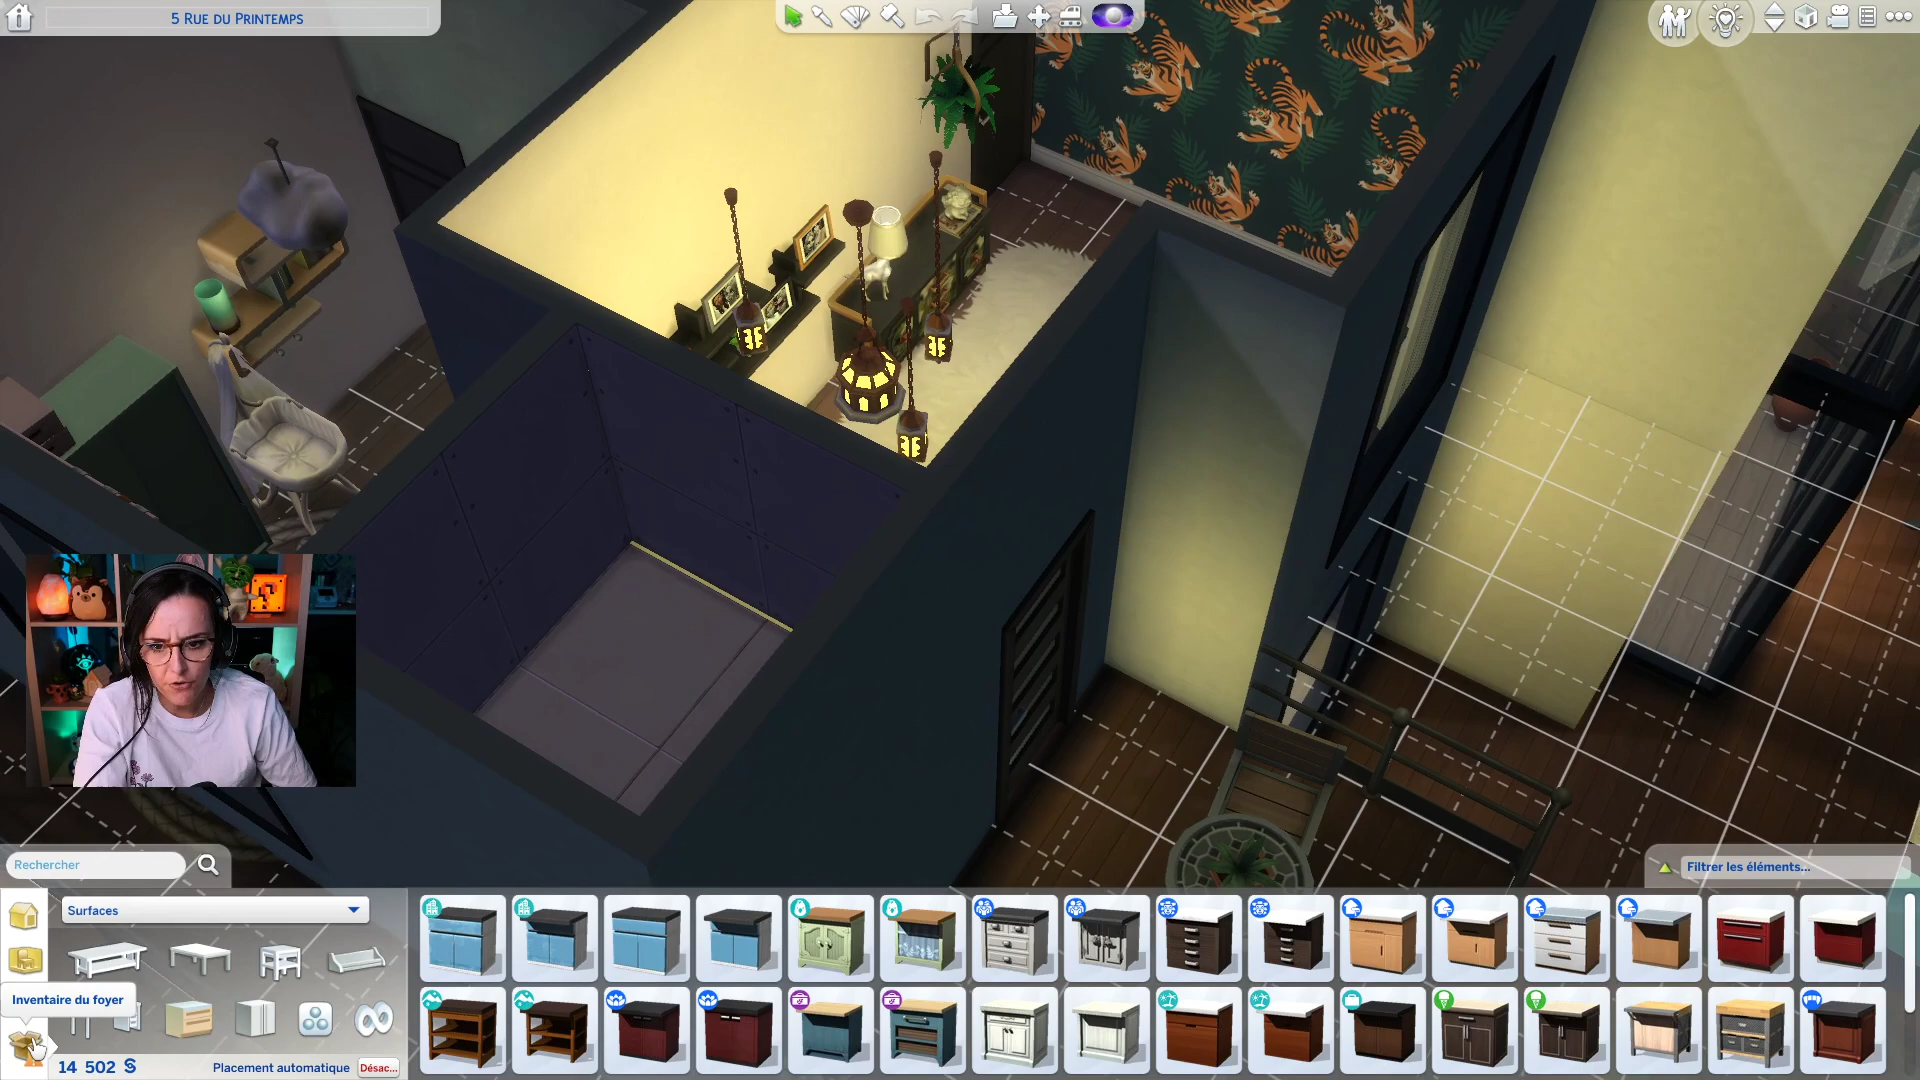 5 RUE DU PRINTEMPS
Rechercher
Filtrer les éléments...
Surfaces
Inventaire du foyer
14 502 $
Placement automatique
Désac...